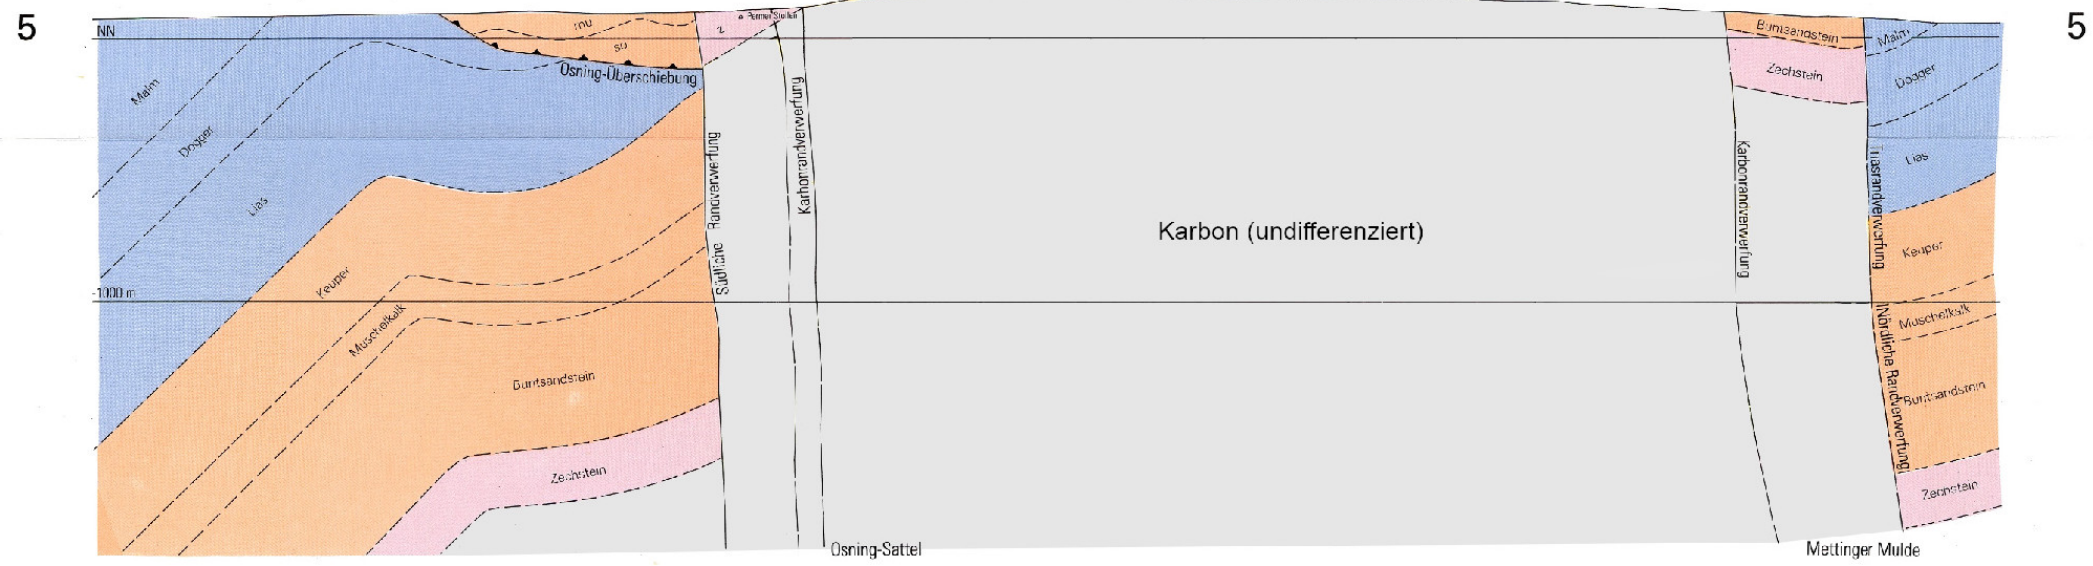 5
5
NN
mu
su
z
Permer Stollen
Buntsandstein
Malm
Osning-Überschiebung
Zechstein
Dogger
Malm
Dogger
Lias
Südliche Randverwerfung
Karbonrandverwerfung
Karbonrandverwerfung
Triasrandverwerfung
Lias
Karbon (undifferenziert)
Keuper
Keuper
-1000 m
Muschelkalk
Muschelkalk
Nördliche Randverwerfung
Buntsandstein
Buntsandstein
Zechstein
Zechstein
Osning-Sattel
Mettinger Mulde